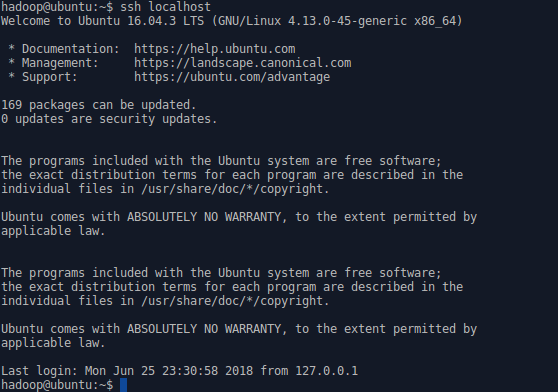 hadoop@ubuntu:~$ ssh localhost
Welcome to Ubuntu 16.04.3 LTS (GNU/Linux 4.13.0-45-generic x86_64)

 * Documentation:  https://help.ubuntu.com
 * Management:     https://landscape.canonical.com
 * Support:        https://ubuntu.com/advantage

169 packages can be updated.
0 updates are security updates.


The programs included with the Ubuntu system are free software;
the exact distribution terms for each program are described in the
individual files in /usr/share/doc/*/copyright.

Ubuntu comes with ABSOLUTELY NO WARRANTY, to the extent permitted by
applicable law.


The programs included with the Ubuntu system are free software;
the exact distribution terms for each program are described in the
individual files in /usr/share/doc/*/copyright.

Ubuntu comes with ABSOLUTELY NO WARRANTY, to the extent permitted by
applicable law.

Last login: Mon Jun 25 23:30:58 2018 from 127.0.0.1
hadoop@ubuntu:~$